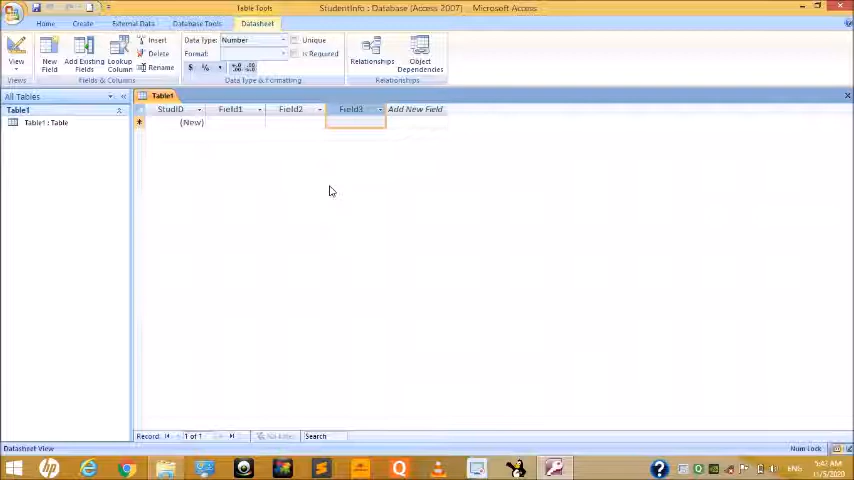 Table Tools
StudentInfo : Database (Access 2007) - Microsoft Access
Home Create External Data Database Tools Datasheet
View
New Field
Add Existing Fields
Lookup Column
Insert
Delete
Rename
Data Type: Number
Format:
$ %
Unique
Is Required
Relationships
Object Dependencies
Views Fields & Columns Data Type & Formatting Relationships
All Tables
Table1
Table1 : Table
Table1
StudID Field1 Field2 Field3 Add New Field
(New)
Record: 1 of 1 Search
Datasheet View Num Lock
ENG
11/5/2020